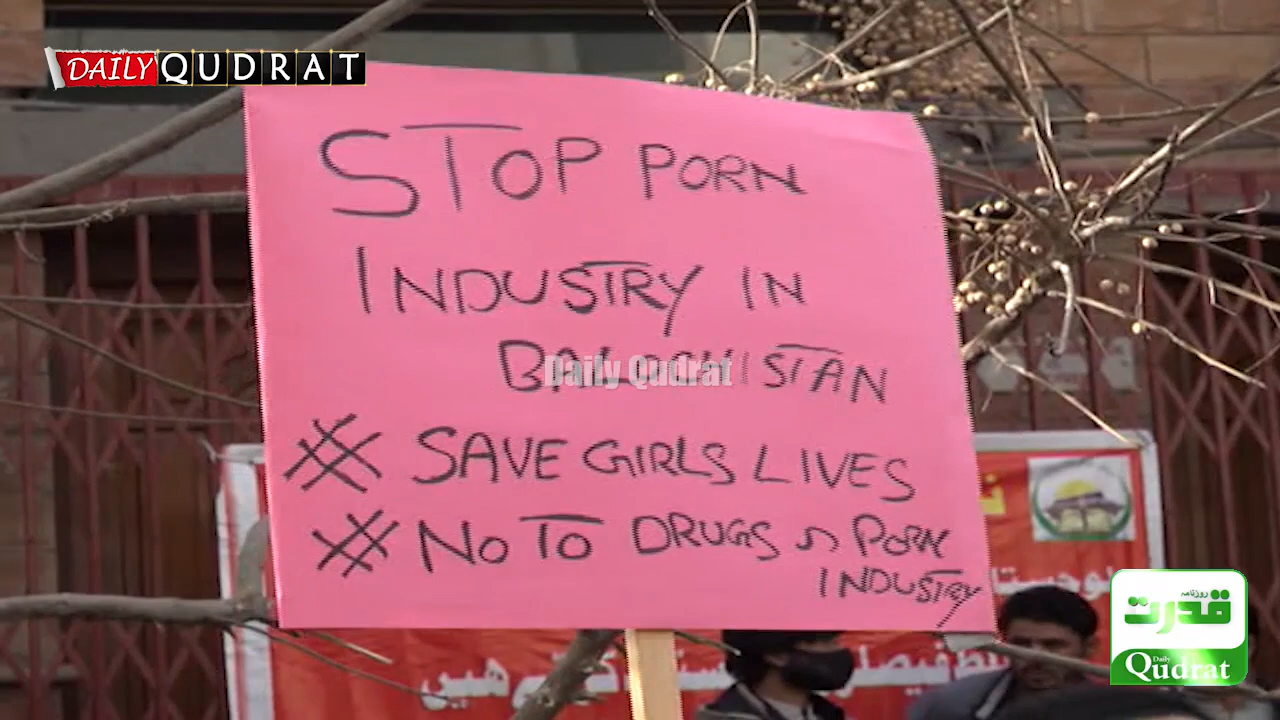 DAILY QUDRAT
STOP PORN
INDUSTRY IN
BALOCHISTAN
Daily Qudrat
# SAVE GIRLS LIVES
# NO TO DRUGS n PORN
INDUSTRY
روزنامہ
قدرت
Daily
Qudrat